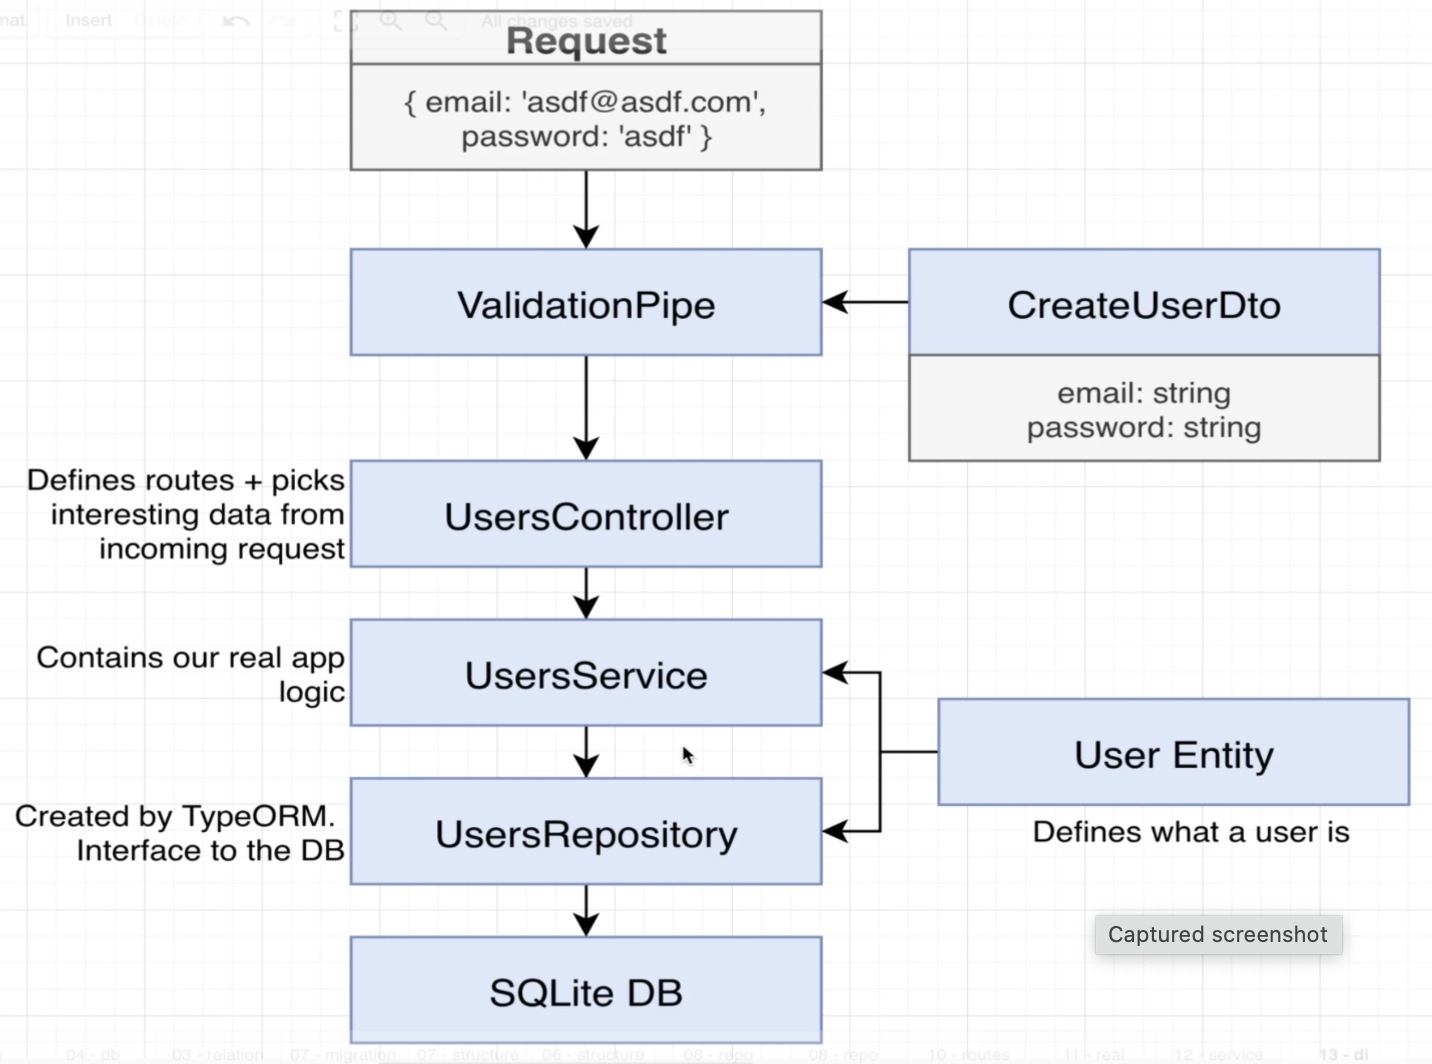 mat Insert Delete All changes saved
Request
{ email: 'asdf@asdf.com',
password: 'asdf' }
ValidationPipe
CreateUserDto
email: string
password: string
Defines routes + picks
interesting data from
incoming request
UsersController
Contains our real app
logic
UsersService
User Entity
Defines what a user is
Created by TypeORM.
Interface to the DB
UsersRepository
Captured screenshot
SQLite DB
04 - db 03 - relation 07 - migration 07 - structure 06 - structure 08 - repo 08 - repo 10 - routes 11 - real 12 - service 13 - di